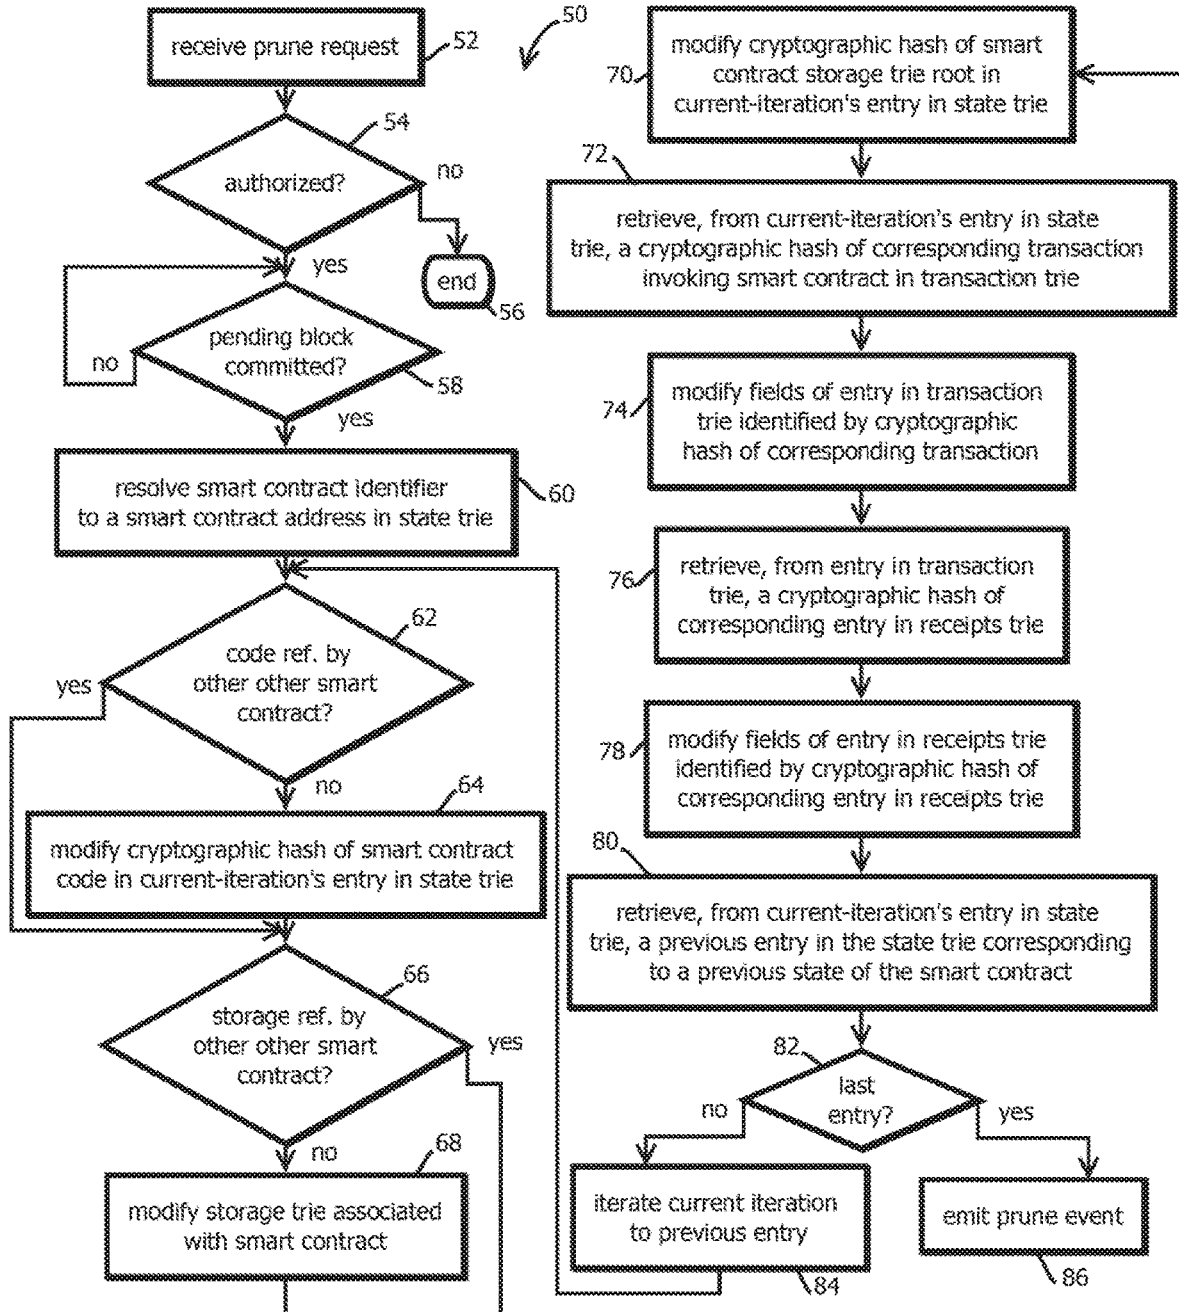 50
receive prune request
52
54
authorized?
no
yes
end
56
pending block
committed?
no
58
yes
resolve smart contract identifier
to a smart contract address in state trie
60
62
code ref. by
other other smart
contract?
yes
no
64
modify cryptographic hash of smart contract
code in current-iteration's entry in state trie
66
storage ref. by
other other smart
contract?
yes
no
68
modify storage trie associated
with smart contract
70
modify cryptographic hash of smart
contract storage trie root in
current-iteration's entry in state trie
72
retrieve, from current-iteration's entry in state
trie, a cryptographic hash of corresponding transaction
invoking smart contract in transaction trie
74
modify fields of entry in transaction
trie identified by cryptographic
hash of corresponding transaction
76
retrieve, from entry in transaction
trie, a cryptographic hash of
corresponding entry in receipts trie
78
modify fields of entry in receipts trie
identified by cryptographic hash of
corresponding entry in receipts trie
80
retrieve, from current-iteration's entry in state
trie, a previous entry in the state trie corresponding
to a previous state of the smart contract
82
last
entry?
no
yes
iterate current iteration
to previous entry
84
emit prune event
86